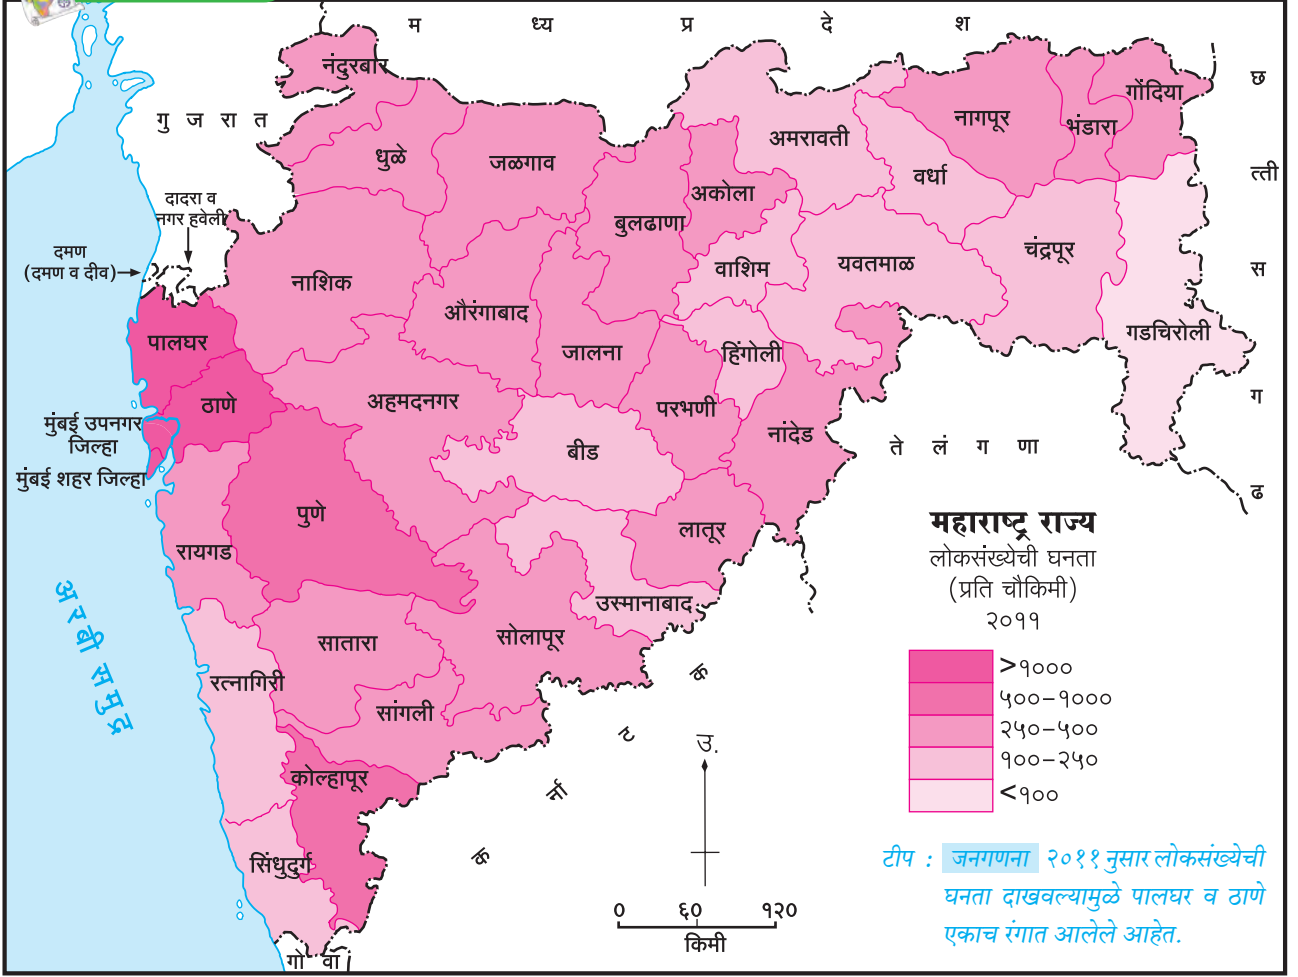 म ध्य प्र दे श
छ
त्ती
स
ग
ढ
गु ज रा त
नंदुरबार
धुळे
जळगाव
बुलढाणा
अकोला
अमरावती
वर्धा
नागपूर
भंडारा
गोंदिया
दादरा व
नगर हवेली
दमण
(दमण व दीव)
नाशिक
औरंगाबाद
जालना
वाशिम
यवतमाळ
चंद्रपूर
गडचिरोली
हिंगोली
पालघर
ठाणे
अहमदनगर
परभणी
नांदेड
बीड
मुंबई उपनगर
जिल्हा
मुंबई शहर जिल्हा
ते लं ग णा
पुणे
रायगड
लातूर
उस्मानाबाद
सातारा
सोलापूर
रत्नागिरी
सांगली
कोल्हापूर
सिंधुदुर्ग
अरबी समुद्र
क र्ना ट क
गो वा
महाराष्ट्र राज्य
लोकसंख्येची घनता
(प्रति चौकिमी)
२०११
>१०००
५००-१०००
२५०-५००
१००-२५०
<१००
उ.
० ६० १२०
किमी
टीप : जनगणना २०११ नुसार लोकसंख्येची
घनता दाखवल्यामुळे पालघर व ठाणे
एकाच रंगात आलेले आहेत.